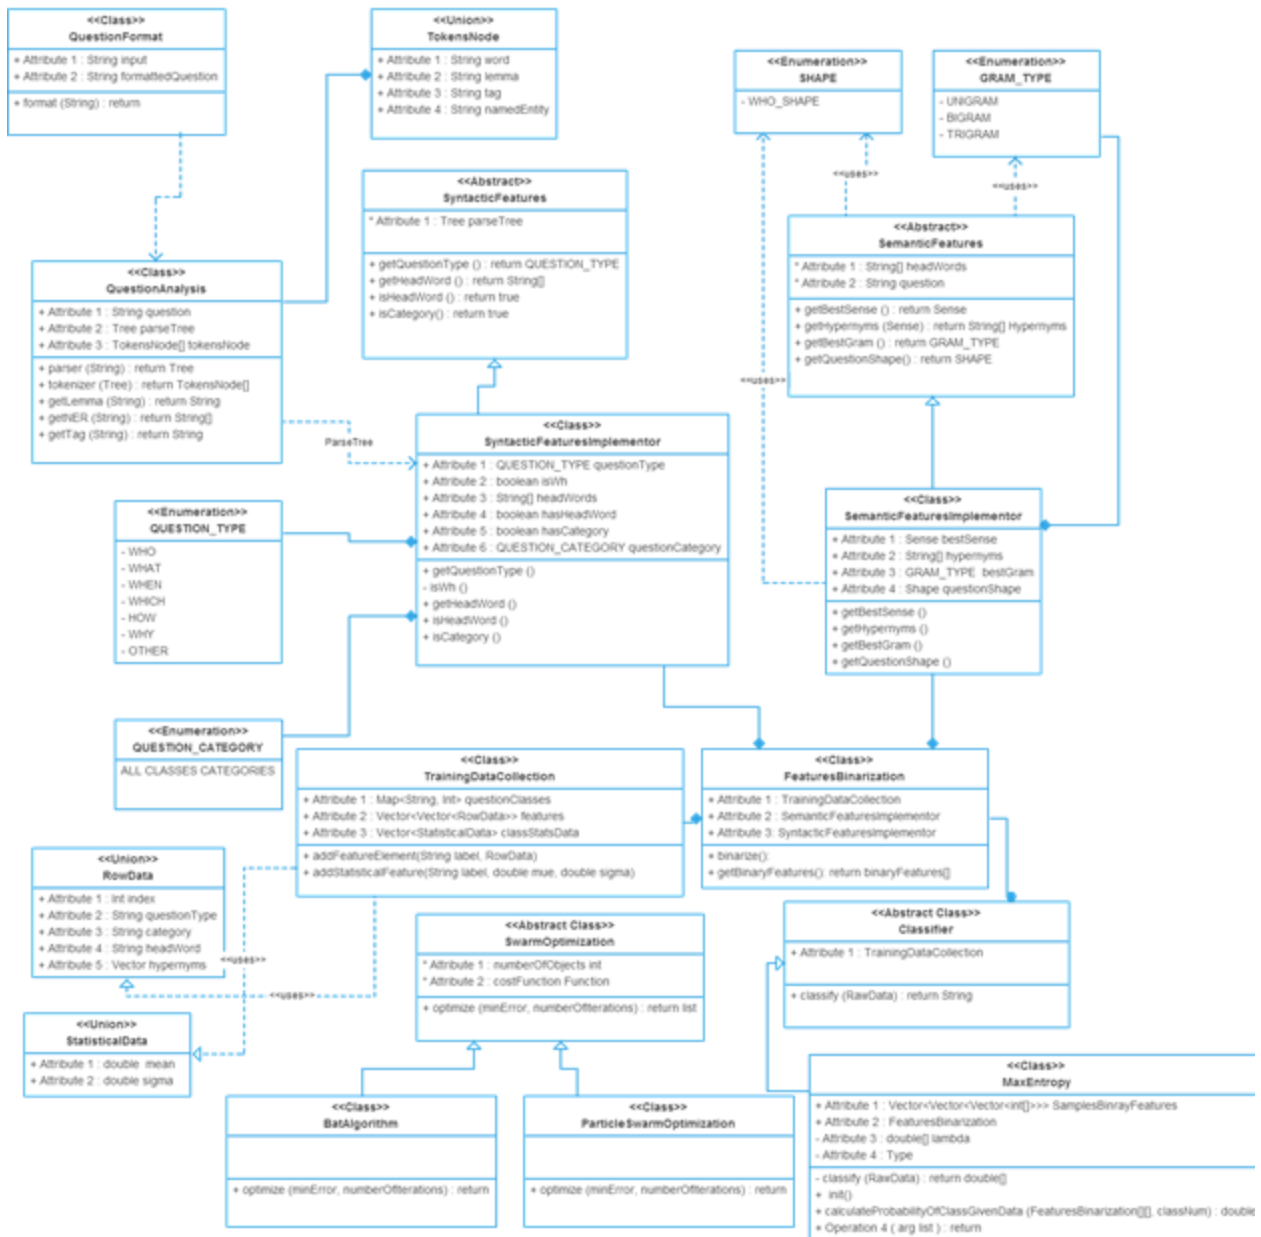 <<Class>>
QuestionFormat
+ Attribute 1 : String input
+ Attribute 2 : String formattedQuestion
+ format (String) : return
<<Union>>
TokensNode
+ Attribute 1 : String word
+ Attribute 2 : String lemma
+ Attribute 3 : String tag
+ Attribute 4 : String namedEntity
<<Enumeration>>
SHAPE
- WHO_SHAPE
<<Enumeration>>
GRAM_TYPE
- UNIGRAM
- BIGRAM
- TRIGRAM
<<uses>>
<<uses>>
<<Abstract>>
SyntacticFeatures
* Attribute 1 : Tree parseTree
+ getQuestionType () : return QUESTION_TYPE
+ getHeadWord () : return String[]
+ isHeadWord () : return true
+ isCategory() : return true
<<Abstract>>
SemanticFeatures
* Attribute 1 : String[] headWords
* Attribute 2 : String question
+ getBestSense () : return Sense
+ getHypernyms (Sense) : return String[] Hypernyms
+ getBestGram () : return GRAM_TYPE
+ getQuestionShape() : return SHAPE
<<uses>>
<<Class>>
QuestionAnalysis
+ Attribute 1 : String question
+ Attribute 2 : Tree parseTree
+ Attribute 3 : TokensNode[] tokensNode
+ parser (String) : return Tree
+ tokenizer (Tree) : return TokensNode[]
+ getLemma (String) : return String
+ getNER (String) : return String[]
+ getTag (String) : return String
ParseTree
<<Class>>
SyntacticFeaturesImplementor
+ Attribute 1 : QUESTION_TYPE questionType
+ Attribute 2 : boolean isWh
+ Attribute 3 : String[] headWords
+ Attribute 4 : boolean hasHeadWord
+ Attribute 5 : boolean hasCategory
+ Attribute 6 : QUESTION_CATEGORY questionCategory
+ getQuestionType ()
- isWh ()
+ getHeadWord ()
+ isHeadWord ()
+ isCategory ()
<<Class>>
SemanticFeaturesImplementor
+ Attribute 1 : Sense bestSense
+ Attribute 2 : String[] hypernyms
+ Attribute 3 : GRAM_TYPE bestGram
+ Attribute 4 : Shape questionShape
+ getBestSense ()
+ getHypernyms ()
+ getBestGram ()
+ getQuestionShape ()
<<Enumeration>>
QUESTION_TYPE
- WHO
- WHAT
- WHEN
- WHICH
- HOW
- WHY
- OTHER
<<Enumeration>>
QUESTION_CATEGORY
ALL CLASSES CATEGORIES
<<Class>>
TrainingDataCollection
+ Attribute 1 : Map<String, Int> questionClasses
+ Attribute 2 : Vector<Vector<RowData>> features
+ Attribute 3 : Vector<StatisticalData> classStatsData
+ addFeatureElement(String label, RowData)
+ addStatisticalFeature(String label, double mue, double sigma)
<<Class>>
FeaturesBinarization
+ Attribute 1 : TrainingDataCollection
+ Attribute 2 : SemanticFeaturesImplementor
+ Attribute 3: SyntacticFeaturesImplementor
+ binarize():
+ getBinaryFeatures(): return binaryFeatures[]
<<Union>>
RowData
+ Attribute 1 : Int index
+ Attribute 2 : String questionType
+ Attribute 3 : String category
+ Attribute 4 : String headWord
+ Attribute 5 : Vector hypernyms
<<uses>>
<<uses>>
<<Union>>
StatisticalData
+ Attribute 1 : double mean
+ Attribute 2 : double sigma
<<Abstract Class>>
SwarmOptimization
* Attribute 1 : numberOfObjects int
* Attribute 2 : costFunction Function
+ optimize (minError, numberOfIterations) : return list
<<Abstract Class>>
Classifier
+ Attribute 1 : TrainingDataCollection
+ classify (RawData) : return String
<<Class>>
BatAlgorithm
+ optimize (minError, numberOfIterations) : return
<<Class>>
ParticleSwarmOptimization
+ optimize (minError, numberOfIterations) : return
<<Class>>
MaxEntropy
+ Attribute 1 : Vector<Vector<Vector<int[]>>> SamplesBinrayFeatures
+ Attribute 2 : FeaturesBinarization
- Attribute 3 : double[] lambda
- Attribute 4 : Type
- classify (RawData) : return double[]
+ init()
+ calculateProbabilityOfClassGivenData (FeaturesBinarization[][], classNum) : double
+ Operation 4 ( arg list ) : return